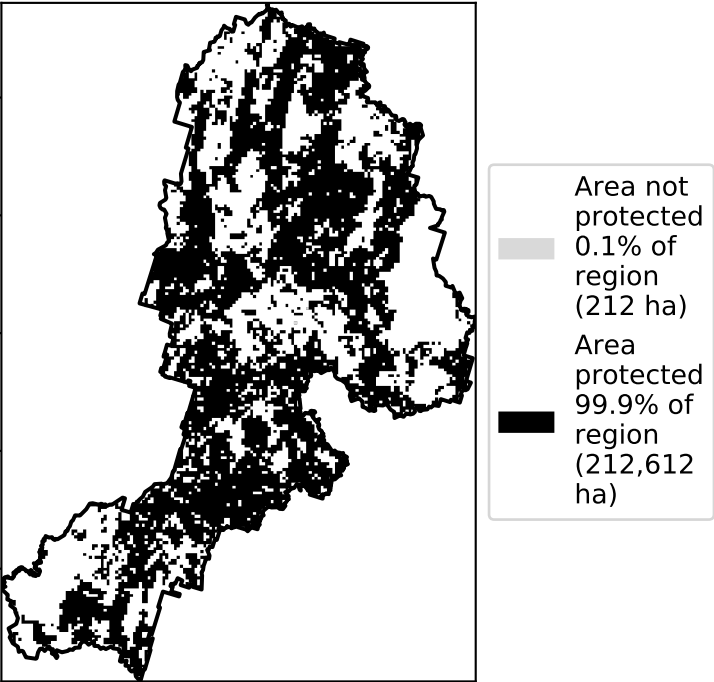 Area not
protected
0.1% of
region
(212 ha)
Area
protected
99.9% of
region
(212,612
ha)